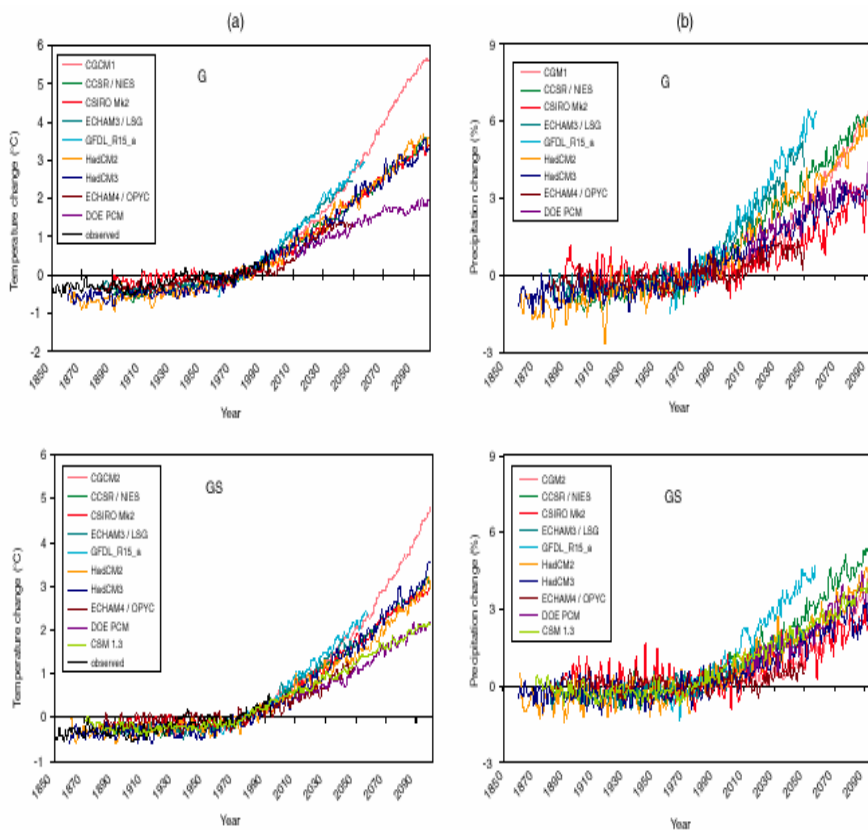 (a)
6
5
4
3
2
1
0
-1
-2
Temperature change (°C)
CGCM1
CCSR / NIES
CSIRO Mk2
ECHAM3 / LSG
GFDL_R15_a
HadCM2
HadCM3
ECHAM4 / OPYC
DOE PCM
observed
G
1850
1870
1890
1910
1930
1950
1970
1990
2010
2030
2050
2070
2090
Year
(b)
9
6
3
0
-3
Precipitation change (%)
CGM1
CCSR / NIES
CSIRO Mk2
ECHAM3 / LSG
GFDL_R15_a
HadCM2
HadCM3
ECHAM4 / OPYC
DOE PCM
G
1850
1870
1890
1910
1930
1950
1970
1990
2010
2030
2050
2070
2090
Year
6
5
4
3
2
1
0
-1
Temperature change (°C)
CGCM2
CCSR / NIES
CSIRO Mk2
ECHAM3 / LSG
GFDL_R15_a
HadCM2
HadCM3
ECHAM4 / OPYC
DOE PCM
CSM 1.3
observed
GS
1850
1870
1890
1910
1930
1950
1970
1990
2010
2030
2050
2070
2090
Year
9
6
3
0
-3
Precipitation change (%)
CGM2
CCSR / NIES
CSIRO Mk2
ECHAM3 / LSG
GFDL_R15_a
HadCM2
HadCM3
ECHAM4 / OPYC
DOE PCM
CSM 1.3
GS
1850
1870
1890
1910
1930
1950
1970
1990
2010
2030
2050
2070
2090
Year